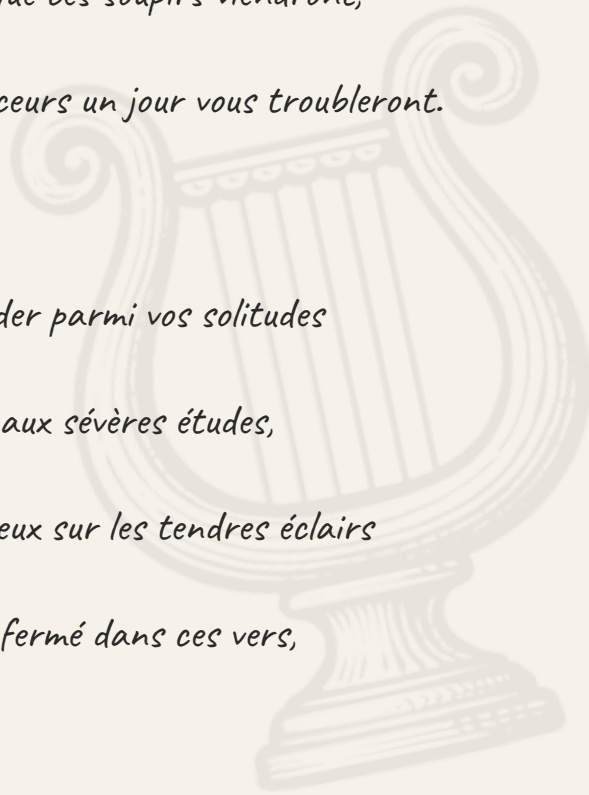 que ces soupirs viendront,
ceurs un jour vous troubleront.
der parmi vos solitudes
aux sévères études,
eux sur les tendres éclairs
fermé dans ces vers,